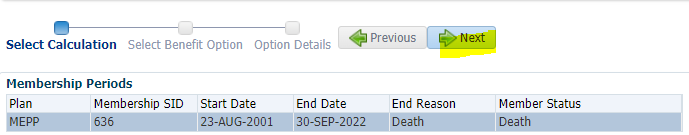 Select Calculation Select Benefit Option Option Details Previous Next
Membership Periods
Plan Membership SID Start Date End Date End Reason Member Status
MEPP 636 23-AUG-2001 30-SEP-2022 Death Death